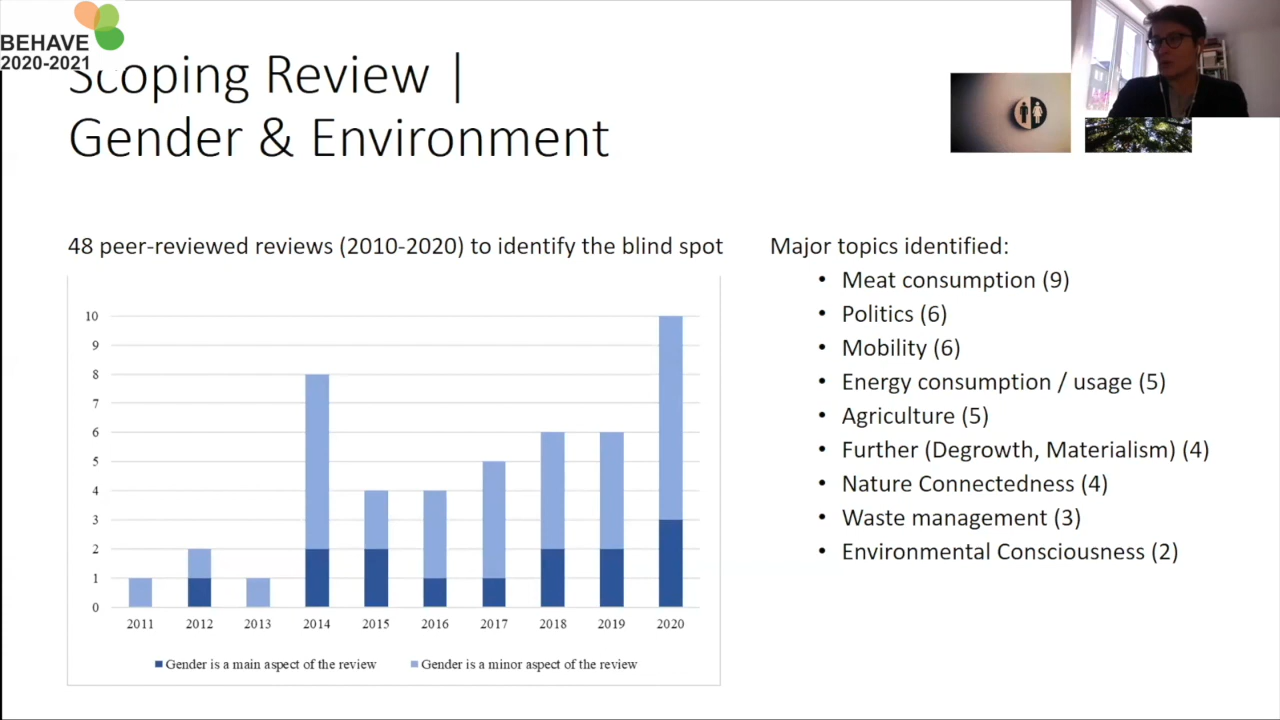 BEHAVE
2020-2021
Scoping Review |
Gender & Environment
48 peer-reviewed reviews (2010-2020) to identify the blind spot
10
9
8
7
6
5
4
3
2
1
0
2011 2012 2013 2014 2015 2016 2017 2018 2019 2020
Gender is a main aspect of the review Gender is a minor aspect of the review
Major topics identified:
• Meat consumption (9)
• Politics (6)
• Mobility (6)
• Energy consumption / usage (5)
• Agriculture (5)
• Further (Degrowth, Materialism) (4)
• Nature Connectedness (4)
• Waste management (3)
• Environmental Consciousness (2)